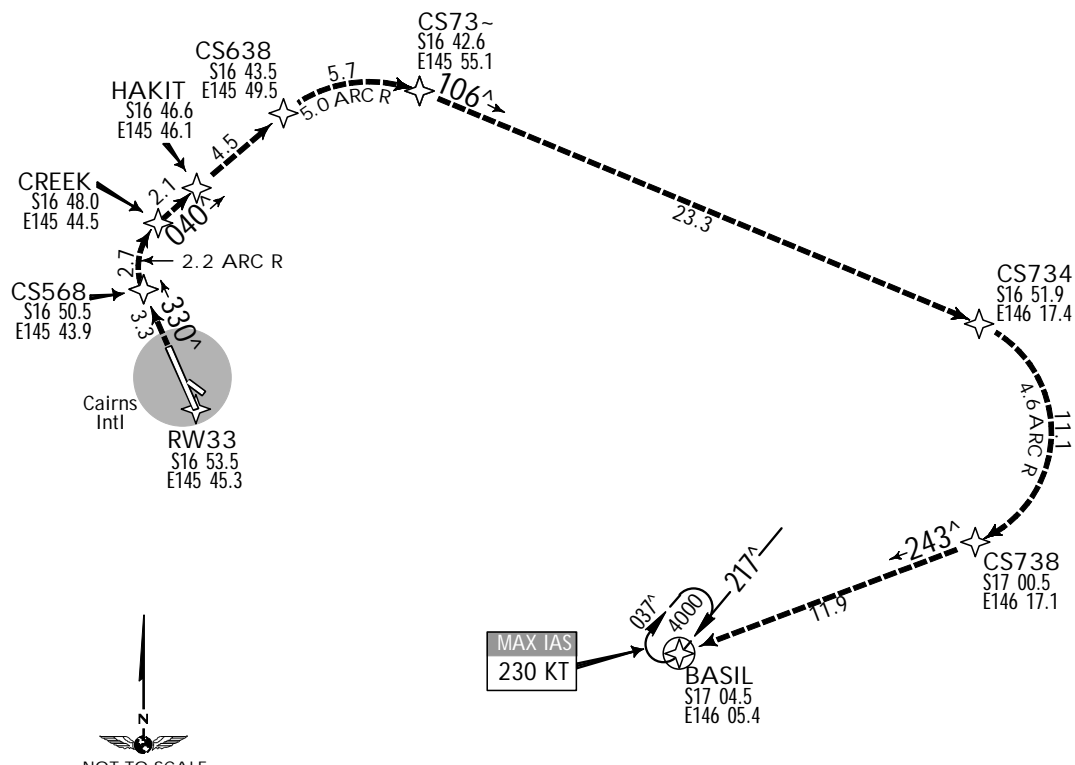 CS73~
S16 42.6
E145 55.1
CS638
S16 43.5
E145 49.5
5.7
5.0 ARC R
106^
HAKIT
S16 46.6
E145 46.1
4.5
CREEK
S16 48.0
E145 44.5
2.1
040^
23.3
2.7
2.2 ARC R
CS568
S16 50.5
E145 43.9
3.3
330^
CS734
S16 51.9
E146 17.4
Cairns
Intl
RW33
S16 53.5
E145 45.3
4.6 ARC R
11.1
243^
CS738
S17 00.5
E146 17.1
11.9
217^
037^
4000
MAX IAS
230 KT
BASIL
S17 04.5
E146 05.4
N
NOT TO SCALE